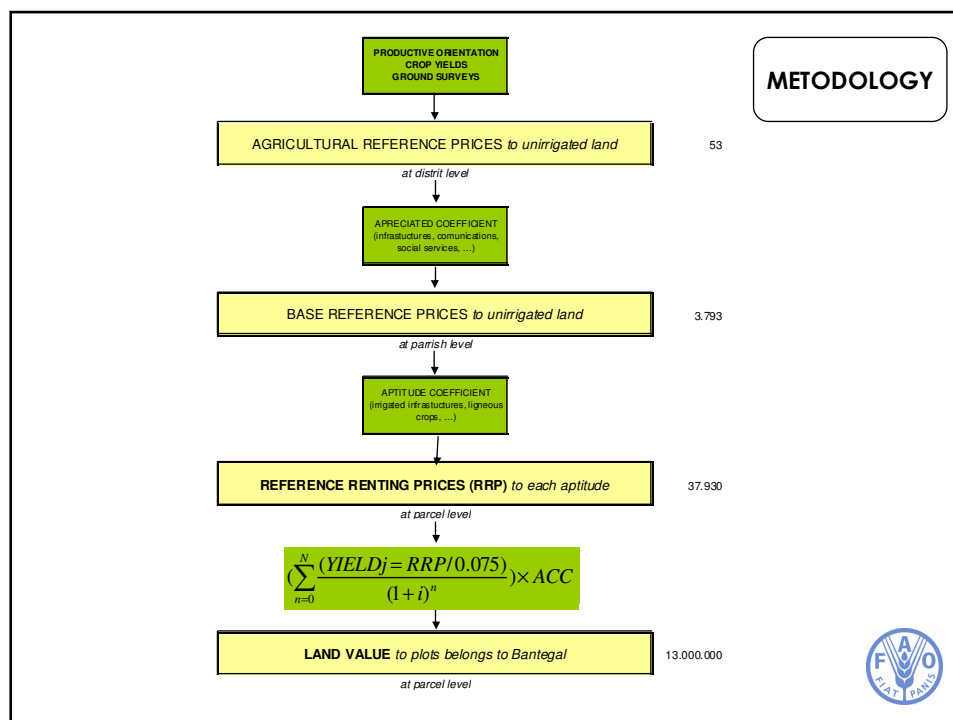 PRODUCTIVE ORIENTATION
CROP YIELDS
GROUND SURVEYS
METODOLOGY
AGRICULTURAL REFERENCE PRICES to unirrigated land
53
at distrit level
APRECIATED COEFFICIENT
(infrastuctures, comunications,
social services, ...)
BASE REFERENCE PRICES to unirrigated land
3.793
at parrish level
APTITUDE COEFFICIENT
(irrigated infrastuctures, ligneous
crops, ...)
REFERENCE RENTING PRICES (RRP) to each aptitude
37.930
at parcel level
(∑_{n=0}^{N} (YIELDj = RRP/0.075)/(1+i)^n) × ACC
LAND VALUE to plots belongs to Bantegal
13.000.000
at parcel level
F A O
FIAT PANIS